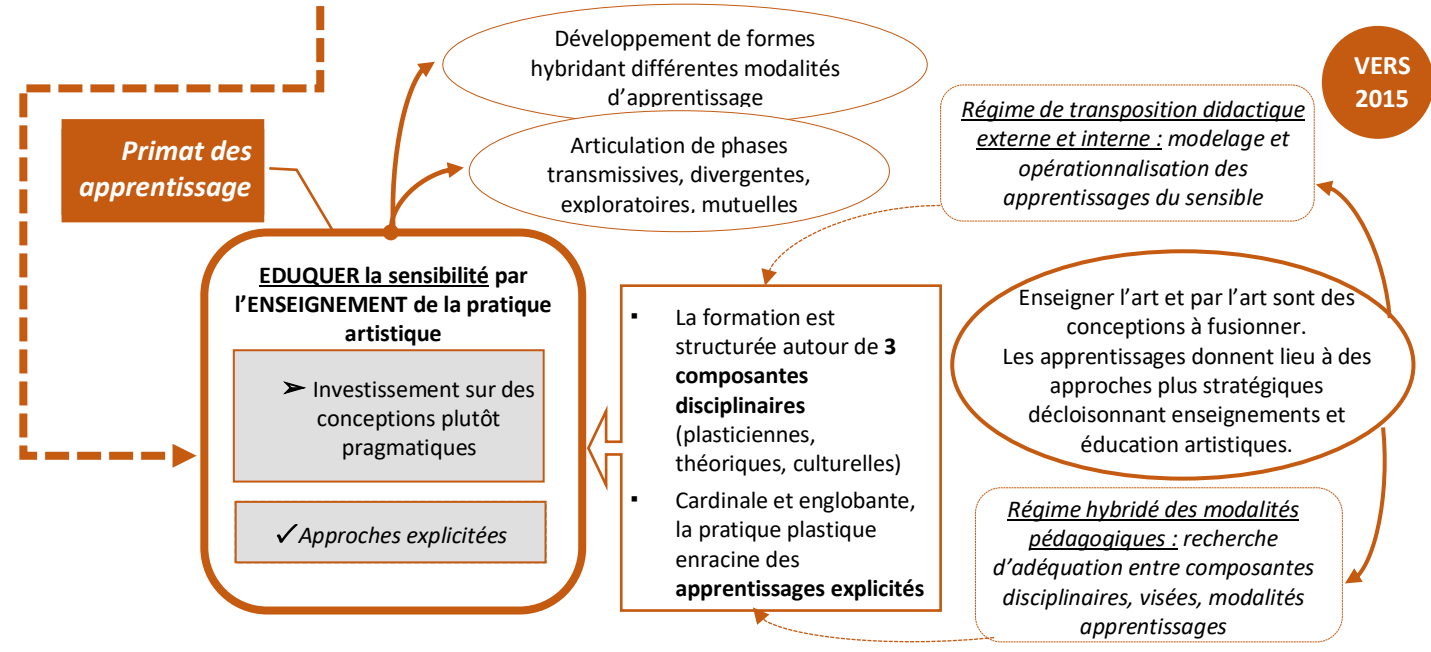 Développement de formes
hybridant différentes modalités
d’apprentissage
Articulation de phases
transmissives, divergentes,
exploratoires, mutuelles
VERS
2015
Primat des
apprentissage
Régime de transposition didactique
externe et interne : modelage et
opérationnalisation des
apprentissages du sensible
EDUQUER la sensibilité par
l’ENSEIGNEMENT de la pratique
artistique
➢ Investissement sur des
conceptions plutôt
pragmatiques
✓ Approches explicitées
▪ La formation est
structurée autour de 3
composantes
disciplinaires
(plasticiennes,
théoriques, culturelles)
▪ Cardinale et englobante,
la pratique plastique
enracine des
apprentissages explicités
Enseigner l’art et par l’art sont des
conceptions à fusionner.
Les apprentissages donnent lieu à des
approches plus stratégiques
décloisonnant enseignements et
éducation artistiques.
Régime hybridé des modalités
pédagogiques : recherche
d’adéquation entre composantes
disciplinaires, visées, modalités
apprentissages